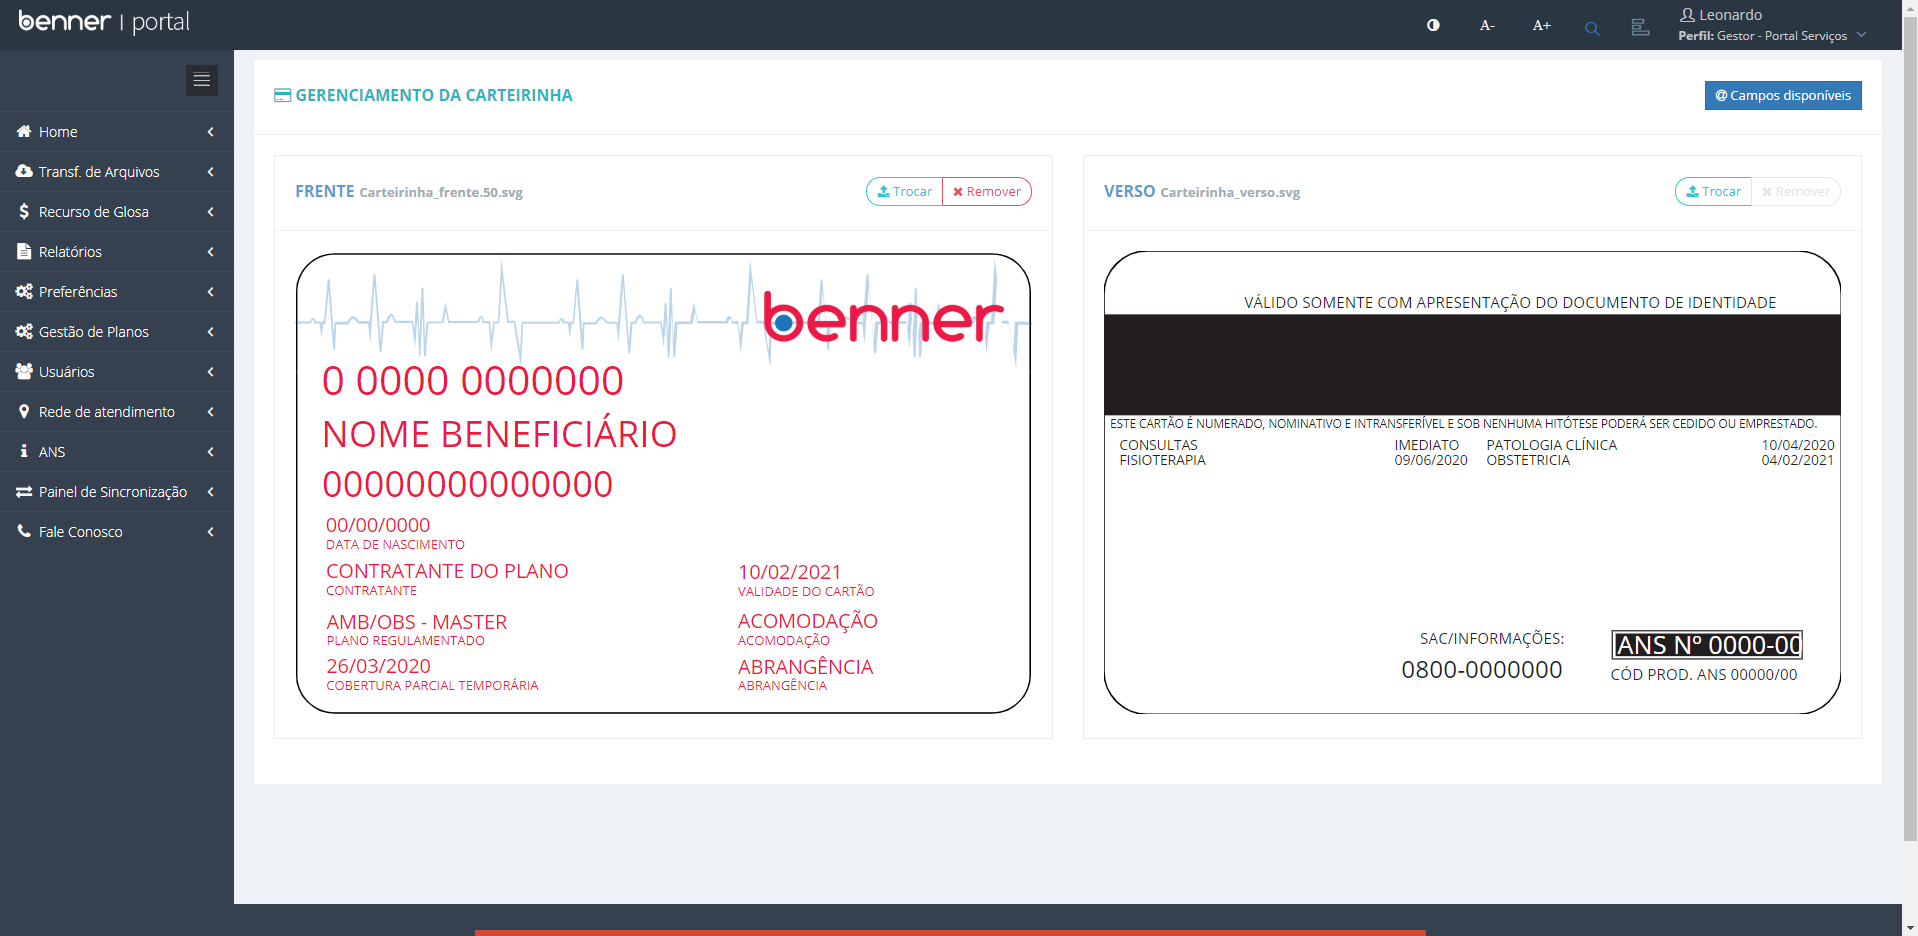 benner | portal
A-
A+
Leonardo
Perfil: Gestor - Portal Serviços
Home
Transf. de Arquivos
Recurso de Glosa
Relatórios
Preferências
Gestão de Planos
Usuários
Rede de atendimento
ANS
Painel de Sincronização
Fale Conosco
GERENCIAMENTO DA CARTEIRINHA
@ Campos disponíveis
FRENTE Carteirinha_frente.50.svg
Trocar
Remover
benner
0 0000 0000000
NOME BENEFICIÁRIO
00000000000000
00/00/0000
DATA DE NASCIMENTO
CONTRATANTE DO PLANO
CONTRATANTE
10/02/2021
VALIDADE DO CARTÃO
AMB/OBS - MASTER
PLANO REGULAMENTADO
ACOMODAÇÃO
ACOMODAÇÃO
26/03/2020
COBERTURA PARCIAL TEMPORÁRIA
ABRANGÊNCIA
ABRANGÊNCIA
VERSO Carteirinha_verso.svg
Trocar
Remover
VÁLIDO SOMENTE COM APRESENTAÇÃO DO DOCUMENTO DE IDENTIDADE
ESTE CARTÃO É NUMERADO, NOMINATIVO E INTRANSFERÍVEL E SOB NENHUMA HITÓTESE PODERÁ SER CEDIDO OU EMPRESTADO.
CONSULTAS IMEDIATO PATOLOGIA CLÍNICA 10/04/2020
FISIOTERAPIA 09/06/2020 OBSTETRICIA 04/02/2021
SAC/INFORMAÇÕES:
0800-0000000
ANS Nº 0000-00
CÓD PROD. ANS 00000/00